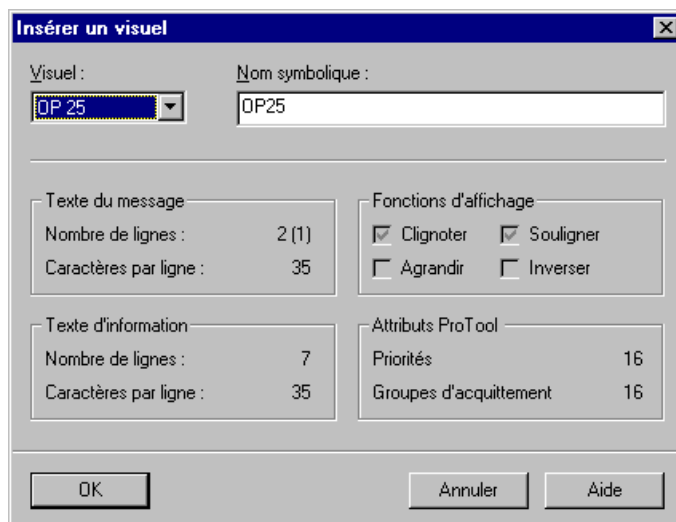 Insérer un visuel
Visuel : Nom symbolique :
OP 25 OP25
Texte du message Fonctions d'affichage
Nombre de lignes : 2 (1) Clignoter Souligner
Caractères par ligne : 35 Agrandir Inverser
Texte d'information Attributs ProTool
Nombre de lignes : 7 Priorités 16
Caractères par ligne : 35 Groupes d'acquittement 16
OK Annuler Aide